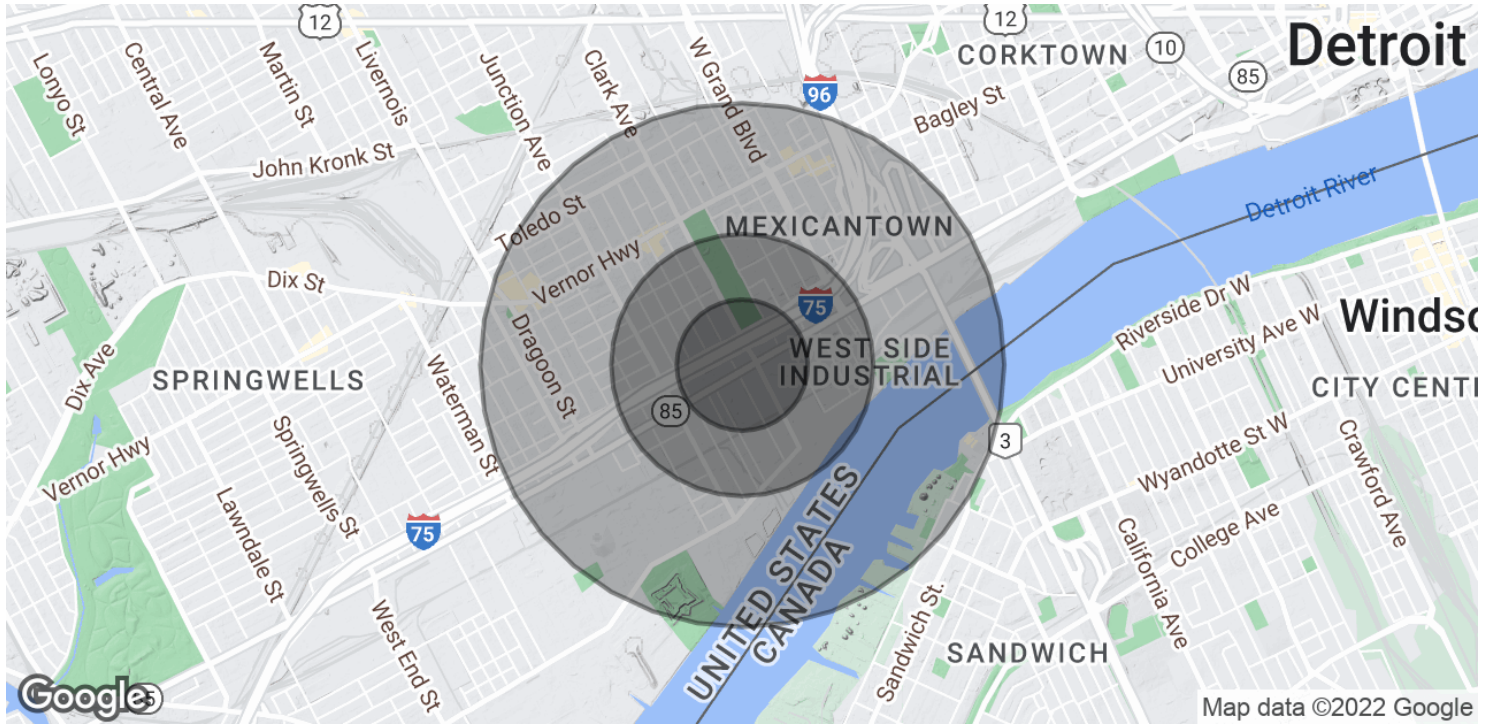 12
12
Detroit
CORKTOWN
10
85
Lonyo St
Central Ave
Martin St
Livernois
Junction Ave
Clark Ave
W Grand Blvd
96
Bagley St
John Kronk St
Toledo St
MEXICANTOWN
Detroit River
Vernor Hwy
Dix St
75
Riverside Dr W
University Ave W
Dragoon St
WEST SIDE
INDUSTRIAL
Dix Ave
SPRINGWELLS
Waterman St
85
CITY CENT
3
Vernor Hwy
Springwells St
Wyandotte St W
Crawford Ave
Lawndale St
75
UNITED STATES
CANADA
California Ave
College Ave
West End St
Sandwich St.
SANDWICH
Google
Map data ©2022 Google